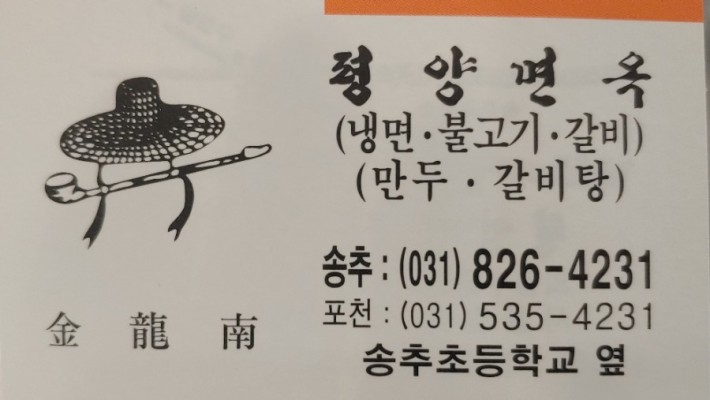 평양면옥
(냉면·불고기·갈비)
(만두·갈비탕)
송추 : (031) 826-4231
포천 : (031) 535-4231
송추초등학교 옆
金龍南